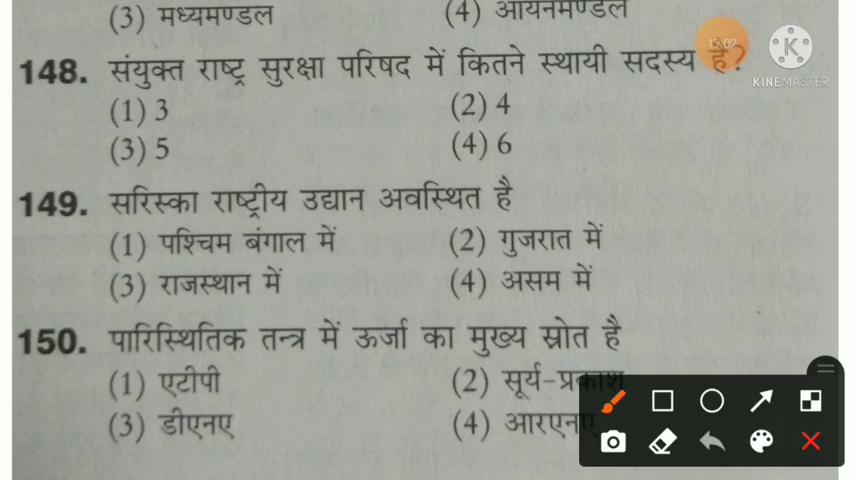 (3) मध्यमण्डल (4) आयनमण्डल
148. संयुक्त राष्ट्र सुरक्षा परिषद में कितने स्थायी सदस्य हैं?
(1) 3 (2) 4
(3) 5 (4) 6
149. सरिस्का राष्ट्रीय उद्यान अवस्थित है
(1) पश्चिम बंगाल में (2) गुजरात में
(3) राजस्थान में (4) असम में
150. पारिस्थितिक तन्त्र में ऊर्जा का मुख्य स्रोत है
(1) एटीपी (2) सूर्य-प्रकाश
(3) डीएनए (4) आरएनए
K
KINEMASTER